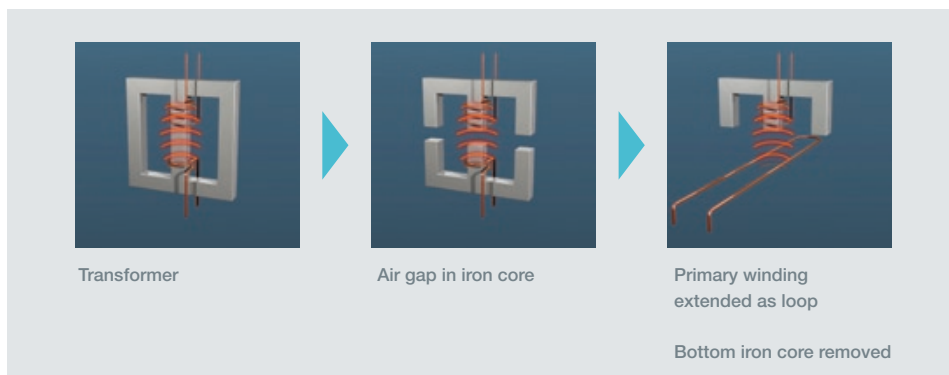 Transformer
Air gap in iron core
Primary winding
extended as loop
Bottom iron core removed